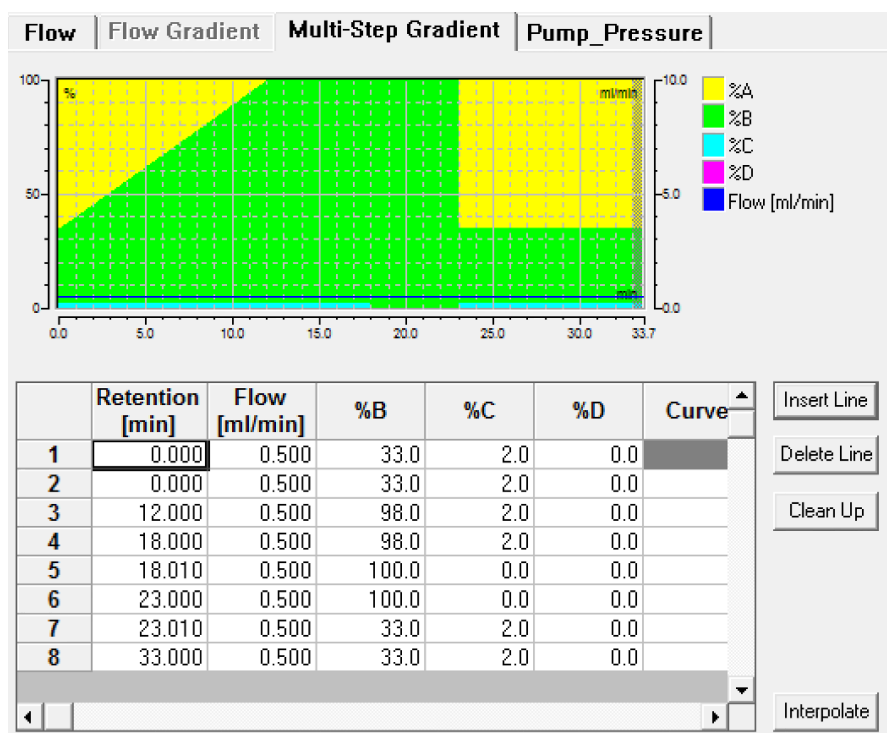 Flow Flow Gradient Multi-Step Gradient Pump_Pressure
100 % ml/min 10.0
50 5.0
0 min 0.0
0.0 5.0 10.0 15.0 20.0 25.0 30.0 33.7
%A
%B
%C
%D
Flow [ml/min]
Retention [min] Flow [ml/min] %B %C %D Curve
1 0.000 0.500 33.0 2.0 0.0
2 0.000 0.500 33.0 2.0 0.0
3 12.000 0.500 98.0 2.0 0.0
4 18.000 0.500 98.0 2.0 0.0
5 18.010 0.500 100.0 0.0 0.0
6 23.000 0.500 100.0 0.0 0.0
7 23.010 0.500 33.0 2.0 0.0
8 33.000 0.500 33.0 2.0 0.0
Insert Line
Delete Line
Clean Up
Interpolate